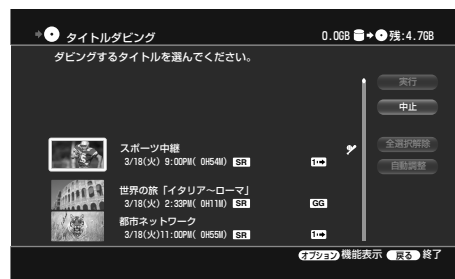 タイトルダビング
0.0GB 残:4.7GB
ダビングするタイトルを選んでください。
実行
中止
全選択解除
自動調整
スポーツ中継
3/18(火) 9:00PM( 0H54M) SR 1
世界の旅「イタリア〜ローマ」
3/18(火) 2:33PM( 0H11M) SR GG
都市ネットワーク
3/18(火)11:00PM( 0H55M) SR 1
オプション 機能表示 戻る 終了